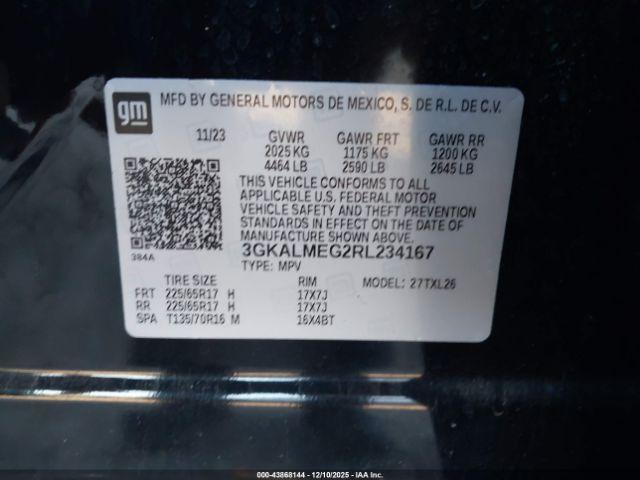 gm
MFD BY GENERAL MOTORS DE MEXICO, S. DE R.L. DE C.V.
11/23 GVWR GAWR FRT GAWR RR
2025 KG 1175 KG 1200 KG
4464 LB 2590 LB 2645 LB
THIS VEHICLE CONFORMS TO ALL
APPLICABLE U.S. FEDERAL MOTOR
VEHICLE SAFETY AND THEFT PREVENTION
STANDARDS IN EFFECT ON THE DATE OF
MANUFACTURE SHOWN ABOVE.
384A 3GKALMEG2RL234167
TYPE: MPV
TIRE SIZE RIM MODEL: 27TXL26
FRT 225/65R17 H 17X7J
RR 225/65R17 H 17X7J
SPA T135/70R16 M 16X4BT
000-43868144 - 12/10/2025 - IAA Inc.